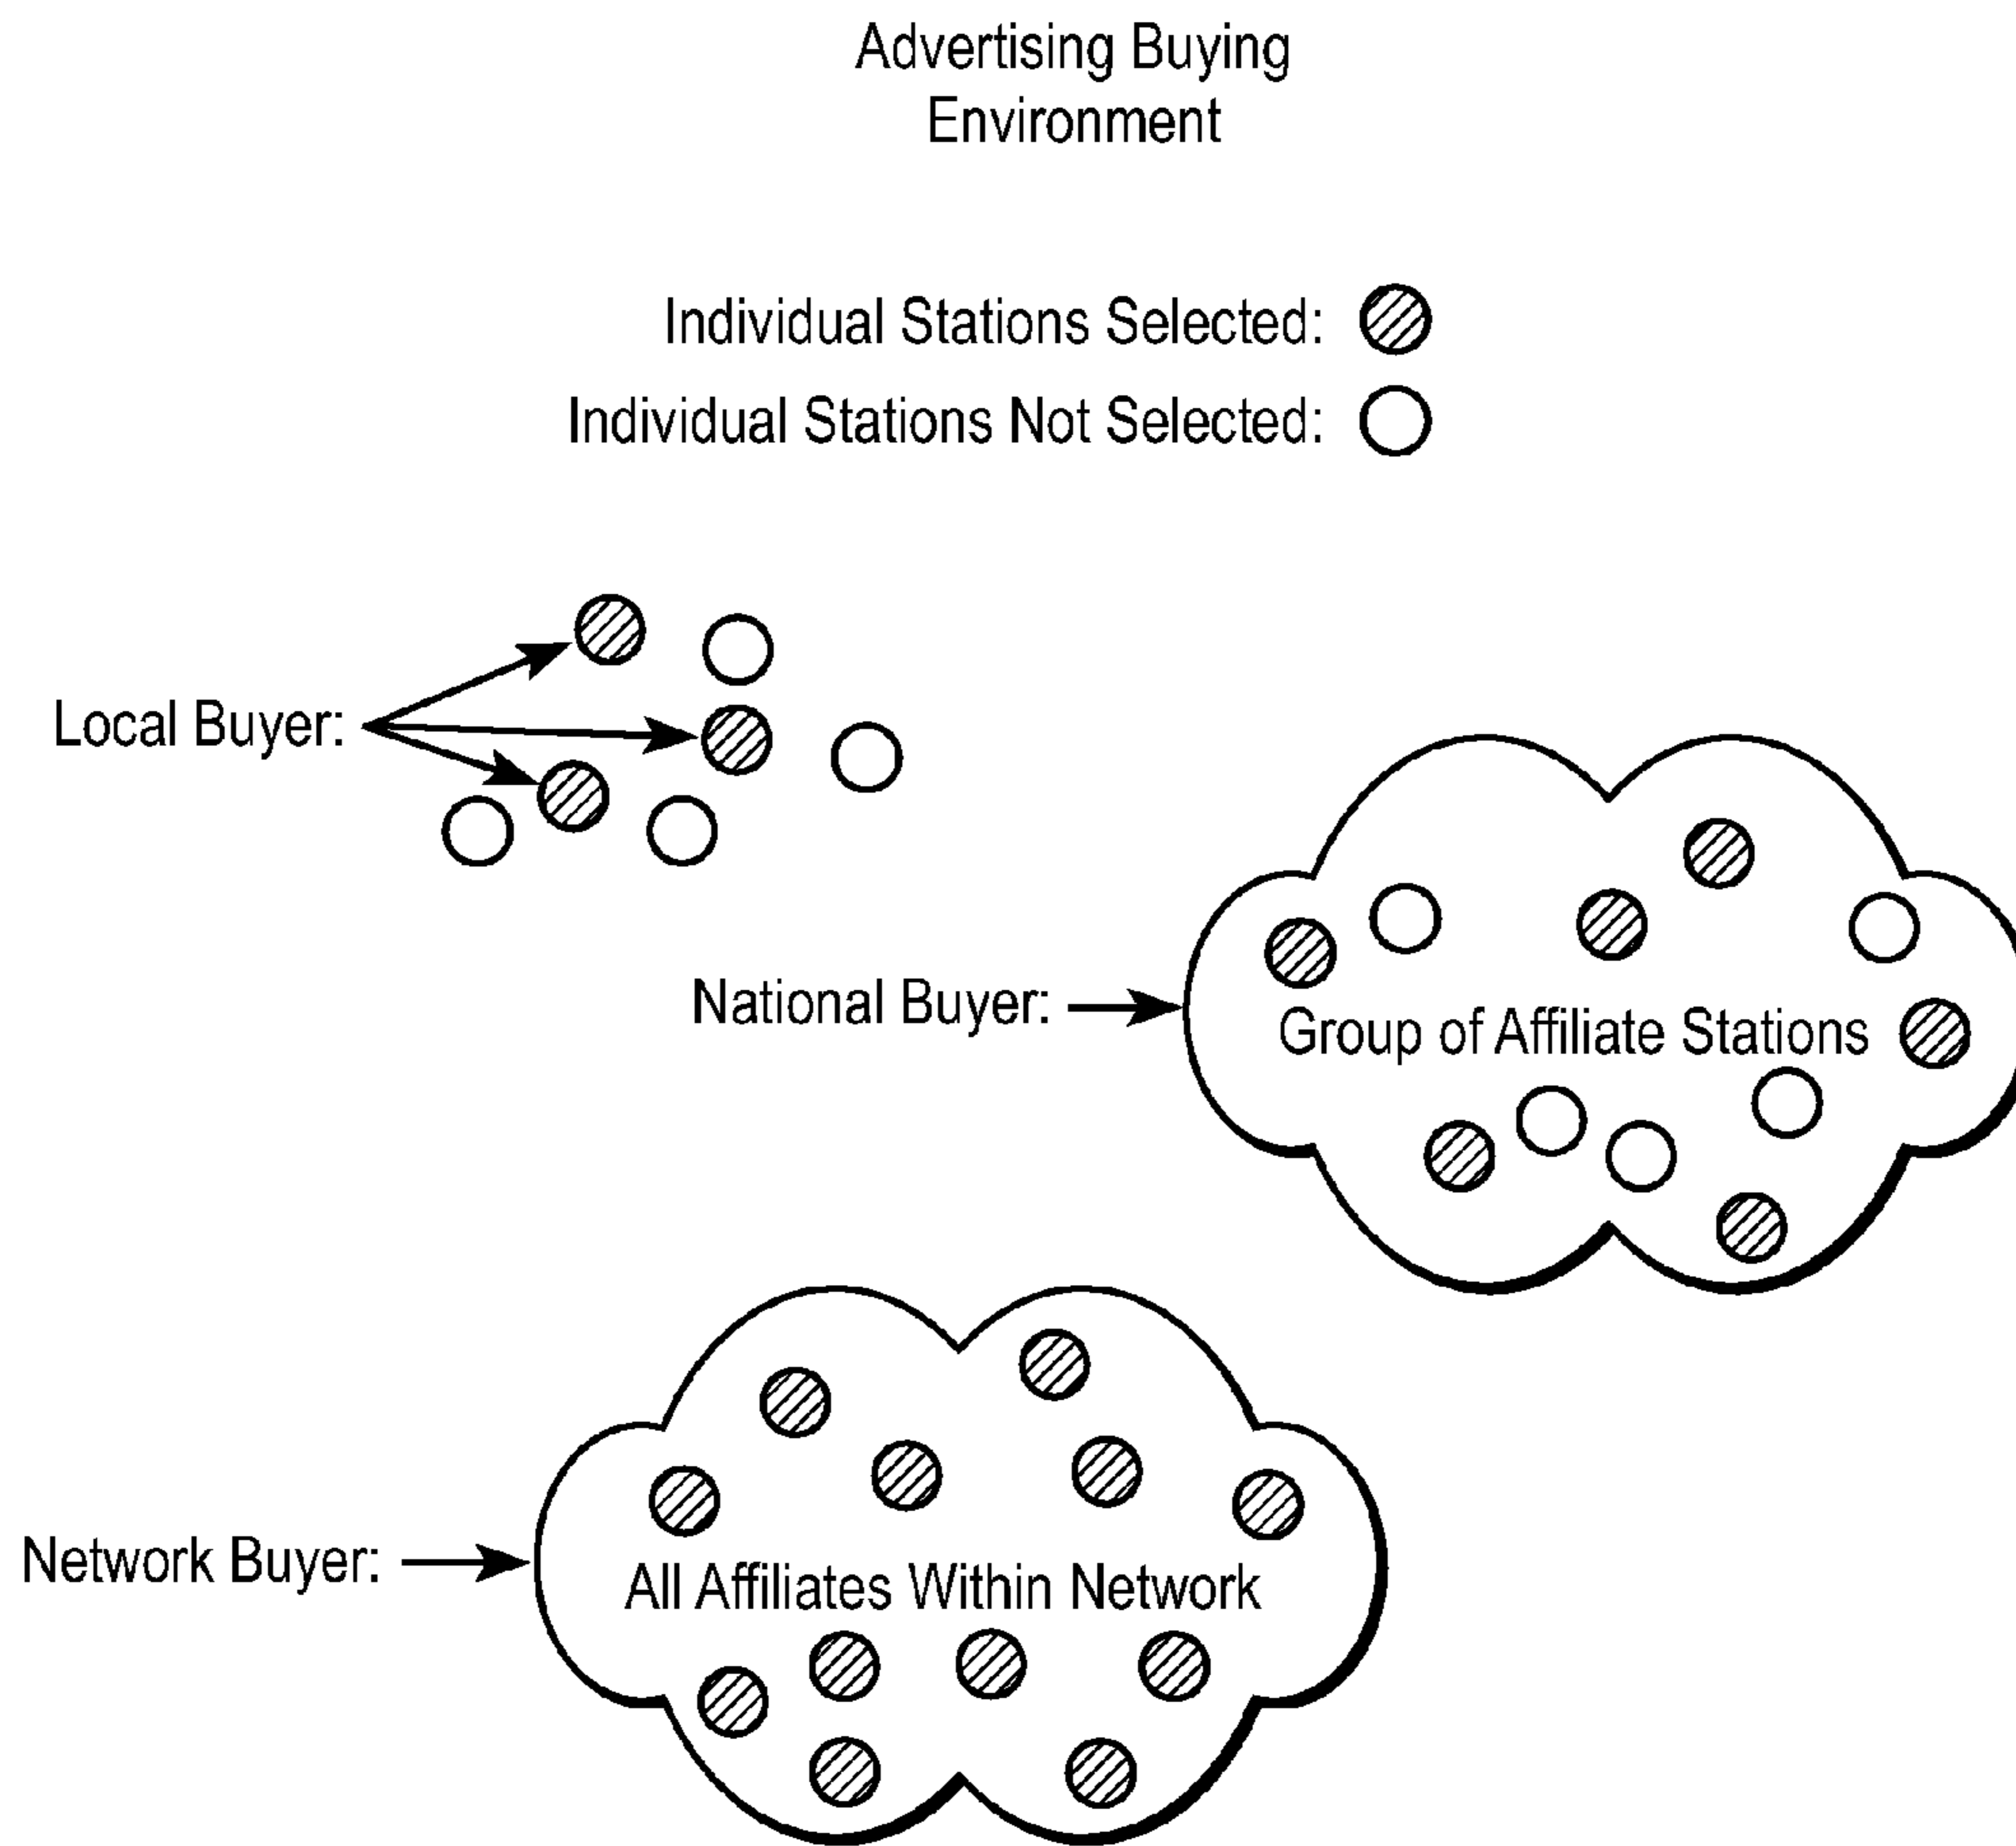 Advertising Buying
Environment
Individual Stations Selected:
Individual Stations Not Selected:
Local Buyer:
National Buyer:
Group of Affiliate Stations
Network Buyer:
All Affiliates Within Network